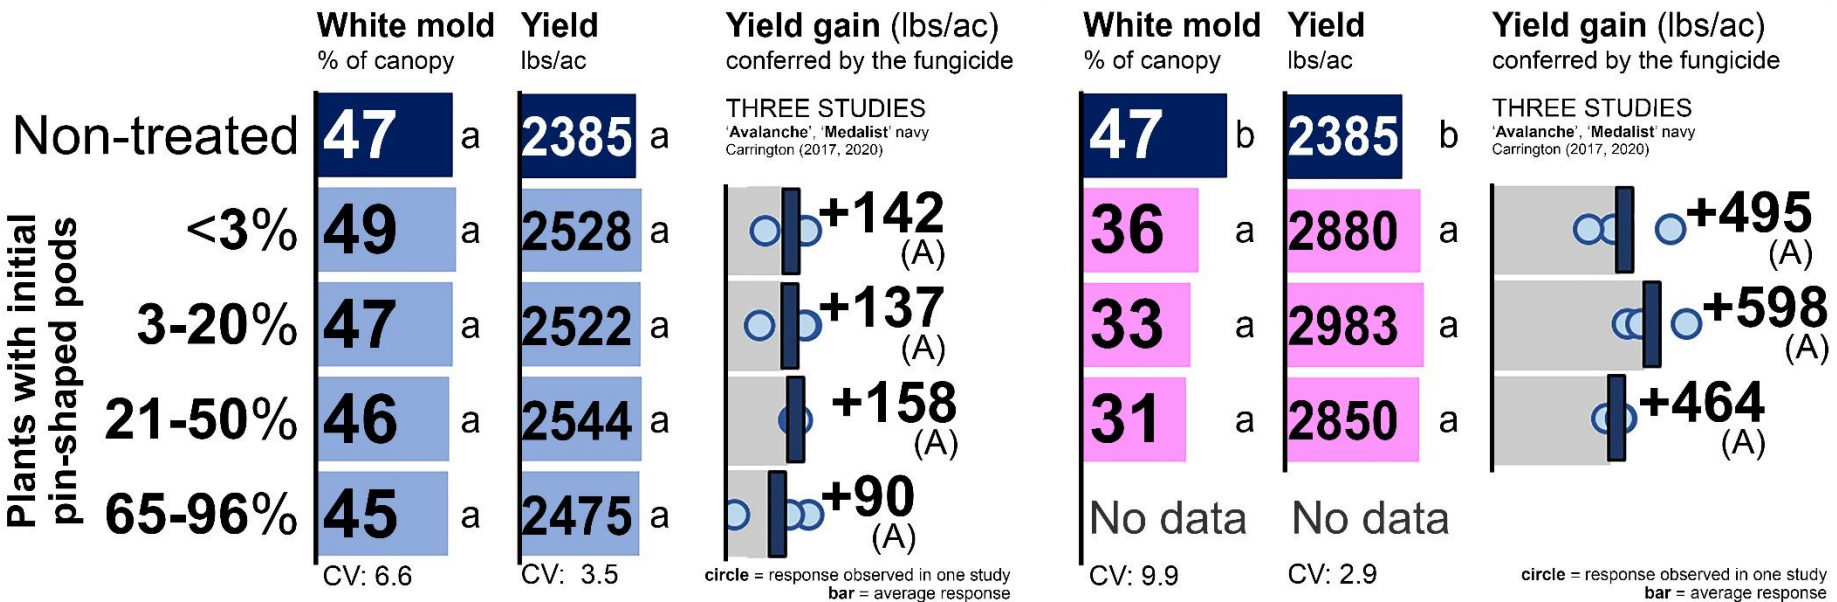 White mold Yield Yield gain (lbs/ac) White mold Yield Yield gain (lbs/ac)
% of canopy lbs/ac conferred by the fungicide % of canopy lbs/ac conferred by the fungicide
Non-treated 47 a 2385 a 47 b 2385 b
THREE STUDIES
'Avalanche', 'Medalist' navy
Carrington (2017, 2020)
THREE STUDIES
'Avalanche', 'Medalist' navy
Carrington (2017, 2020)
Plants with initial
pin-shaped pods
<3% 49 a 2528 a +142 36 a 2880 a +495
(A) (A)
3-20% 47 a 2522 a +137 33 a 2983 a +598
(A) (A)
21-50% 46 a 2544 a +158 31 a 2850 a +464
(A) (A)
65-96% 45 a 2475 a +90 No data No data
(A)
CV: 6.6 CV: 3.5 CV: 9.9 CV: 2.9
circle = response observed in one study
bar = average response
circle = response observed in one study
bar = average response